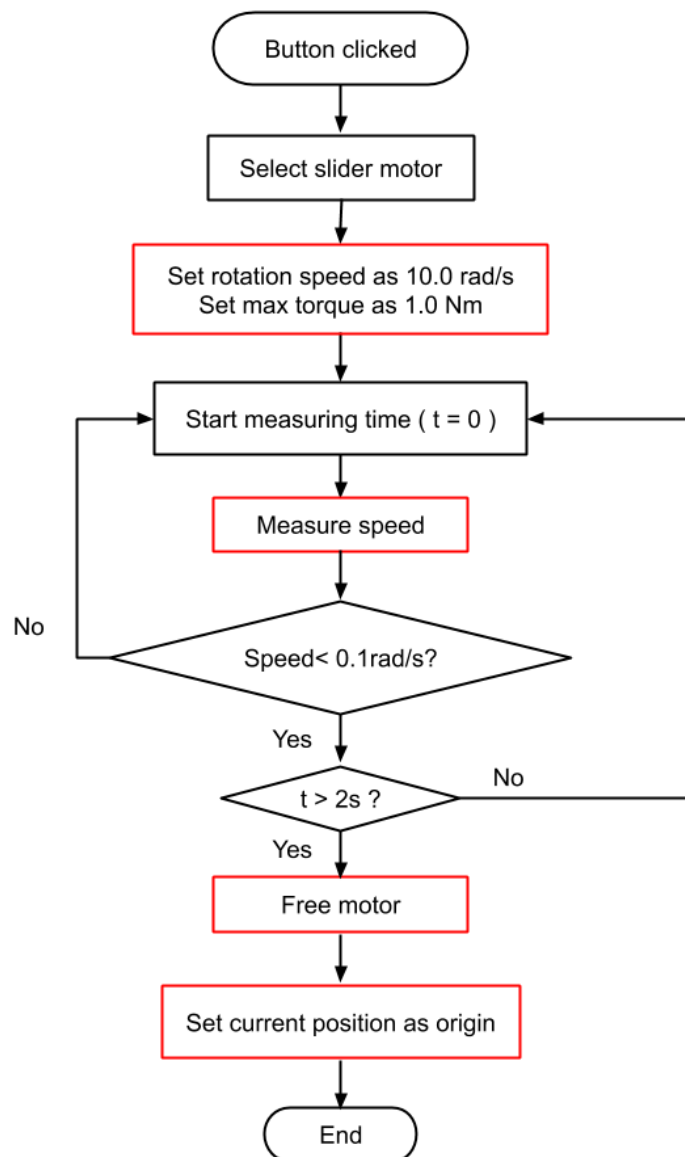 Button clicked
Select slider motor
Set rotation speed as 10.0 rad/s
Set max torque as 1.0 Nm
Start measuring time ( t = 0 )
Measure speed
No
Speed< 0.1rad/s?
Yes
No
t > 2s ?
Yes
Free motor
Set current position as origin
End